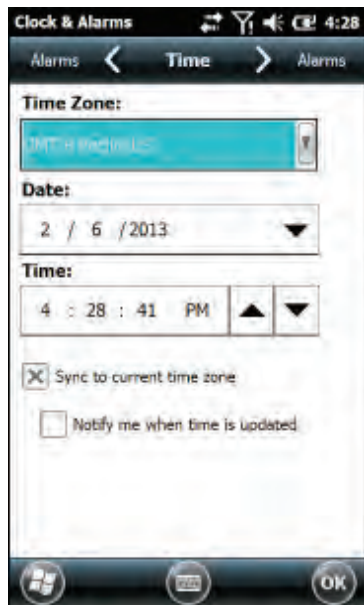 Clock & Alarms 4:28
Alarms Time Alarms
Time Zone:
Date:
2 / 6 / 2013
Time:
4 : 28 : 41 PM
Sync to current time zone
Notify me when time is updated
OK